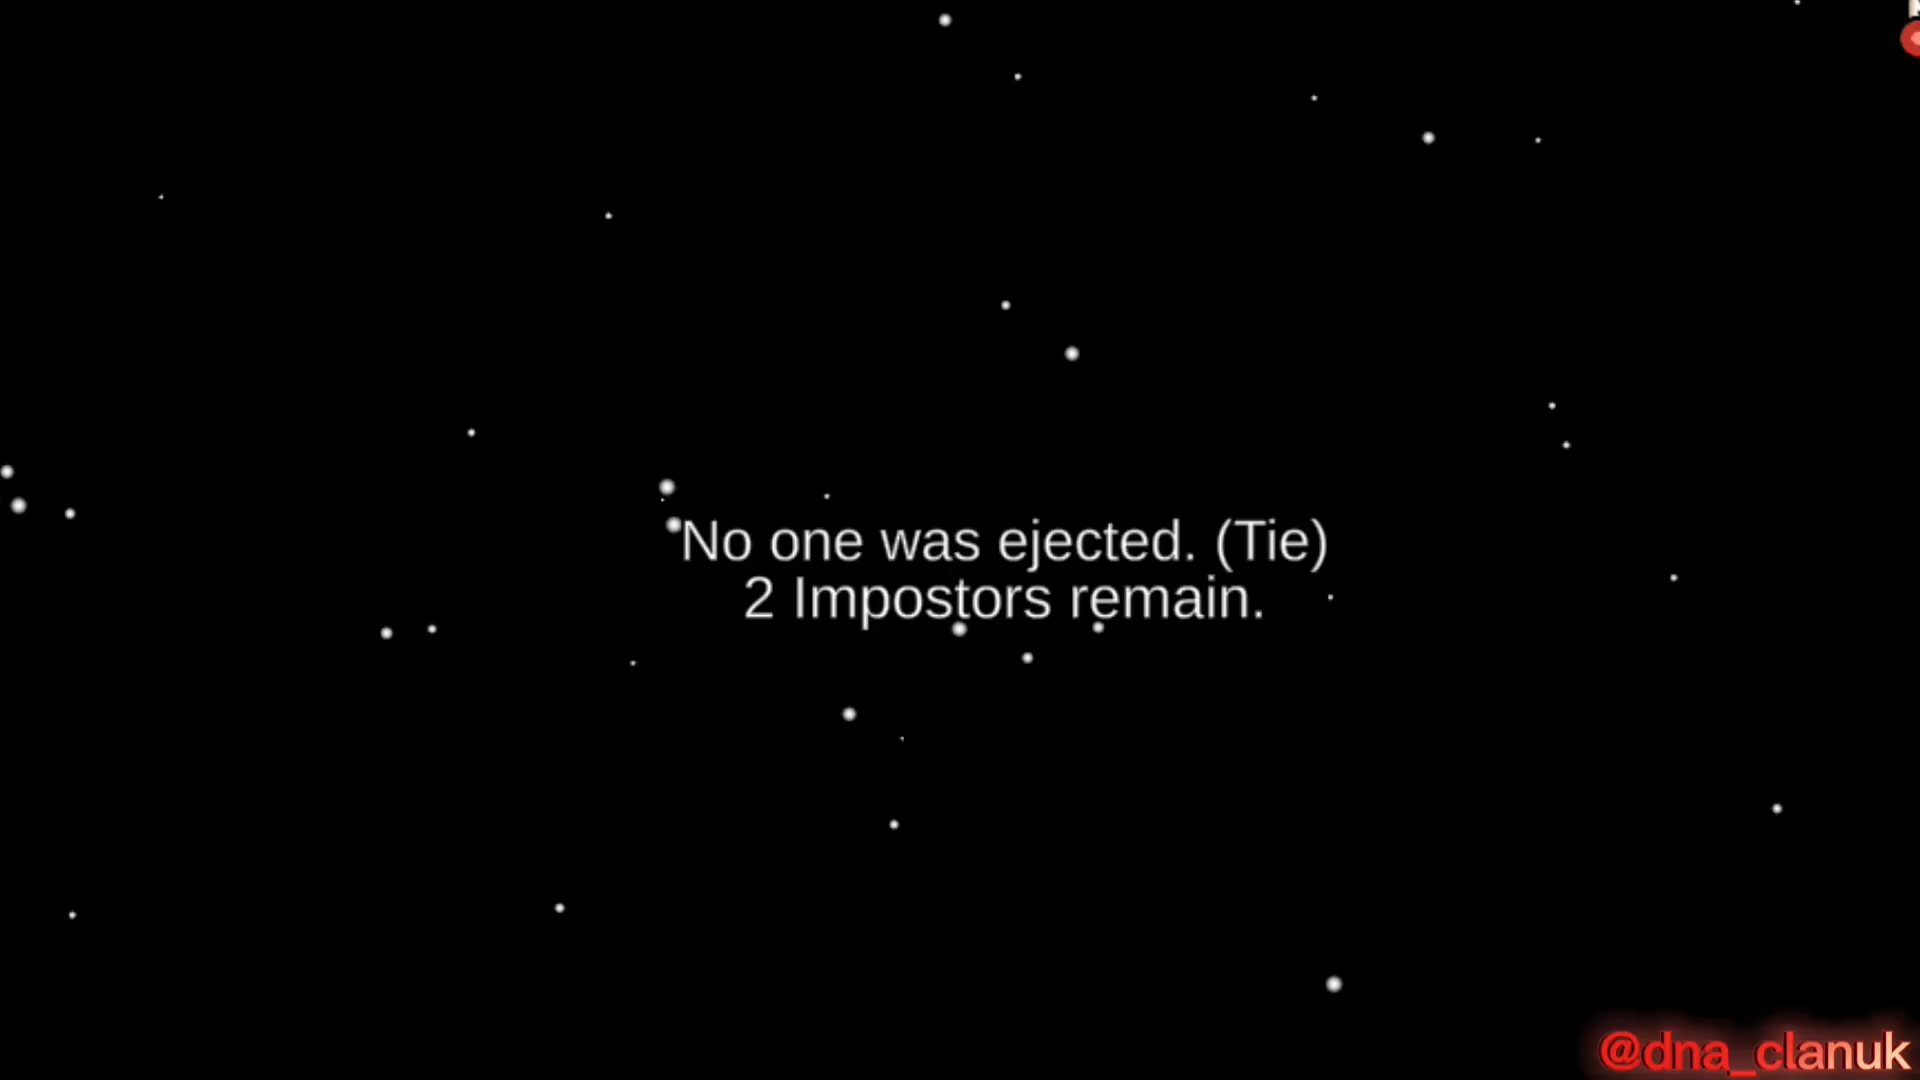 No one was ejected. (Tie)
2 Impostors remain.
@dna_clanuk